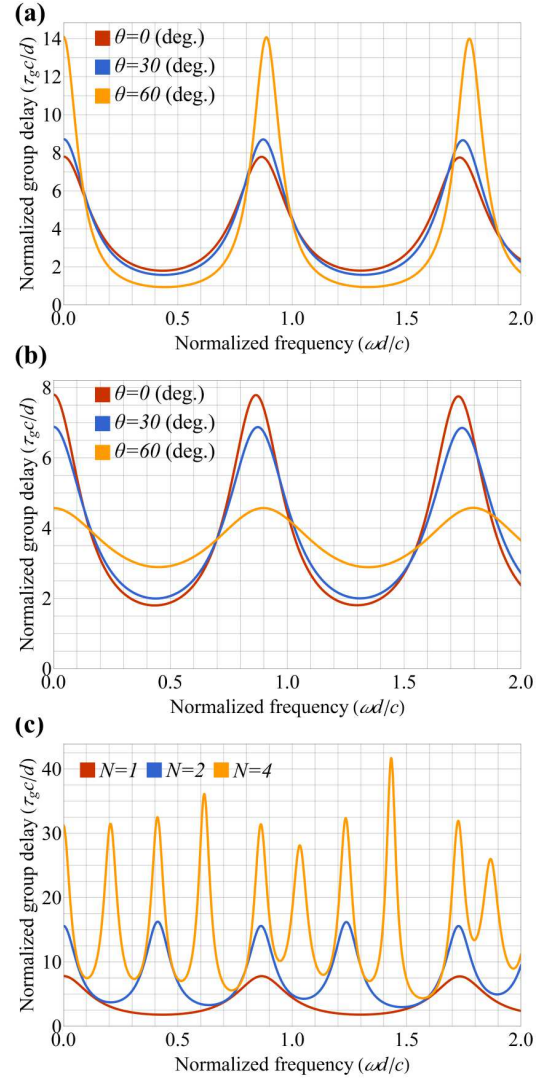 (a)
14
12
10
8
6
4
2
0
Normalized group delay (τgc/d)
θ=0 (deg.)
θ=30 (deg.)
θ=60 (deg.)
0.0 0.5 1.0 1.5 2.0
Normalized frequency (ωd/c)
(b)
8
6
4
2
0
Normalized group delay (τgc/d)
θ=0 (deg.)
θ=30 (deg.)
θ=60 (deg.)
0.0 0.5 1.0 1.5 2.0
Normalized frequency (ωd/c)
(c)
40
30
20
10
0
Normalized group delay (τgc/d)
N=1 N=2 N=4
0.0 0.5 1.0 1.5 2.0
Normalized frequency (ωd/c)